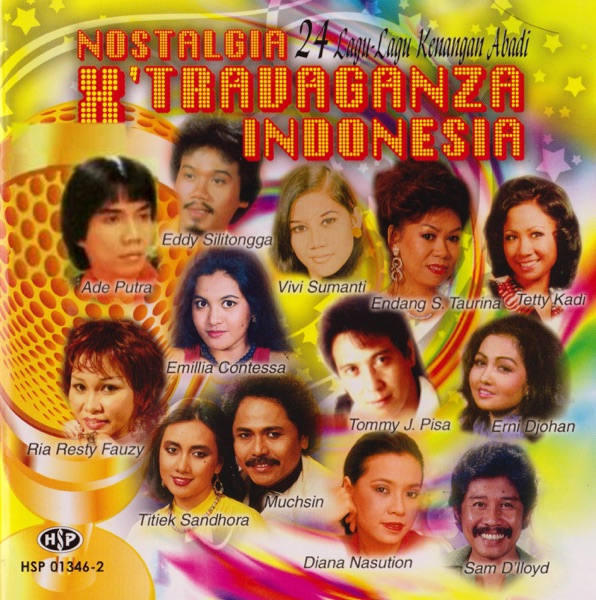 NOSTALGIA 24 Lagu-Lagu Kenangan Abadi
X'TRAVAGANZA
INDONESIA
Eddy Silitongga
Ade Putra
Vivi Sumanti
Endang S. Taurina
Tetty Kadi
Emillia Contessa
Ria Resty Fauzy
Tommy J. Pisa
Erni Djohan
Titiek Sandhora
Muchsin
Diana Nasution
Sam D'lloyd
HSP
HSP 01346-2